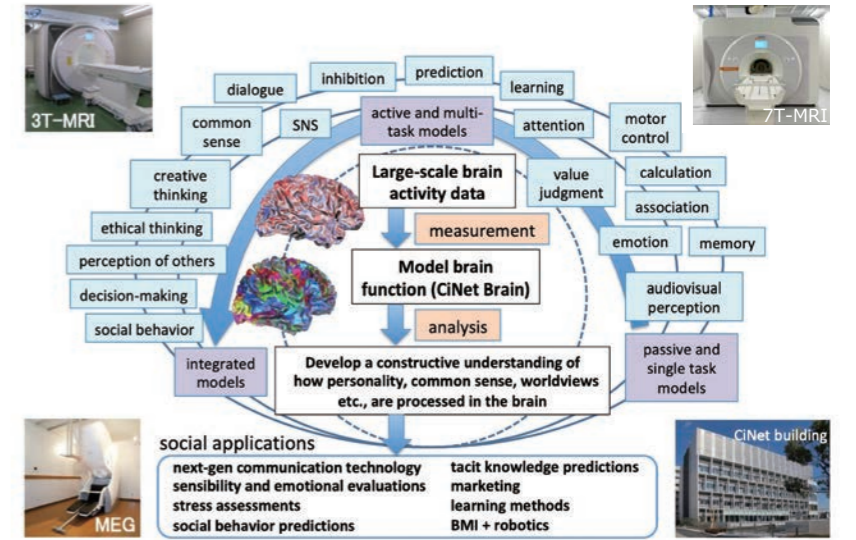 3T-MRI
7T-MRI
prediction
inhibition
dialogue
learning
common
sense
SNS
active and multi-
task models
attention
motor
control
creative
thinking
Large-scale brain
activity data
value
judgment
calculation
association
ethical thinking
measurement
emotion
memory
perception of others
Model brain
function (CiNet Brain)
decision-making
audiovisual
perception
social behavior
analysis
integrated
models
Develop a constructive understanding of
how personality, common sense, worldviews
etc., are processed in the brain
passive and
single task
models
MEG
CiNet building
social applications
next-gen communication technology
sensibility and emotional evaluations
stress assessments
social behavior predictions
tacit knowledge predictions
marketing
learning methods
BMI + robotics